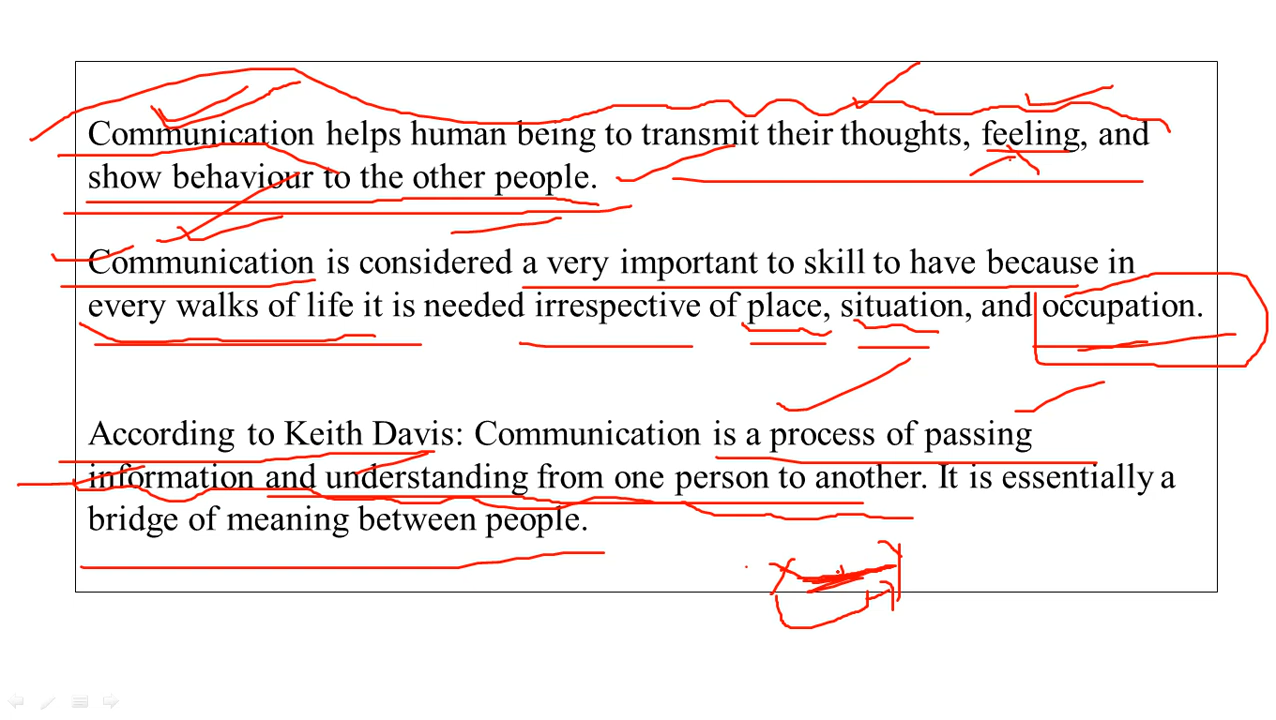 Communication helps human being to transmit their thoughts, feeling, and
show behaviour to the other people.
Communication is considered a very important to skill to have because in
every walks of life it is needed irrespective of place, situation, and occupation.
According to Keith Davis: Communication is a process of passing
information and understanding from one person to another. It is essentially a
bridge of meaning between people.